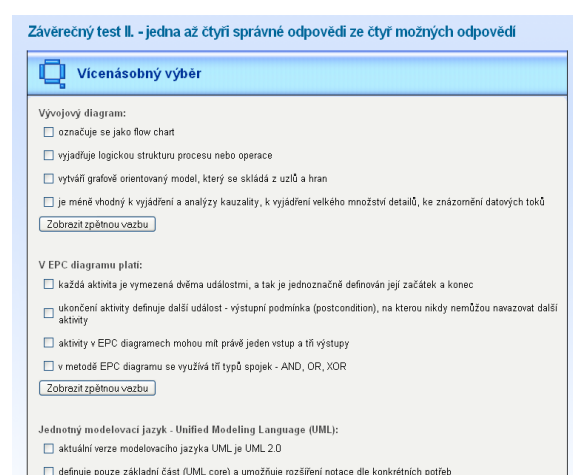 Závěrečný test II. - jedna až čtyři správné odpovědi ze čtyř možných odpovědí
Vícenásobný výběr
Vývojový diagram:
označuje se jako flow chart
vyjadřuje logickou strukturu procesu nebo operace
vytváří grafově orientovaný model, který se skládá z uzlů a hran
je méně vhodný k vyjádření a analýzy kauzality, k vyjádření velkého množství detailů, ke znázornění datových toků
Zobrazit zpětnou vazbu
V EPC diagramu platí:
každá aktivita je vymezená dvěma událostmi, a tak je jednoznačně definován její začátek a konec
ukončení aktivity definuje další událost - výstupní podmínka (postcondition), na kterou nikdy nemůžou navazovat další
aktivity
aktivity v EPC diagramech mohou mít právě jeden vstup a tři výstupy
v metodě EPC diagramu se využívá tří typů spojek - AND, OR, XOR
Zobrazit zpětnou vazbu
Jednotný modelovací jazyk - Unified Modeling Language (UML):
aktuální verze modelovacího jazyka UML je UML 2.0
definuje pouze základní část (UML core) a umožňuje rozšíření notace dle konkrétních potřeb